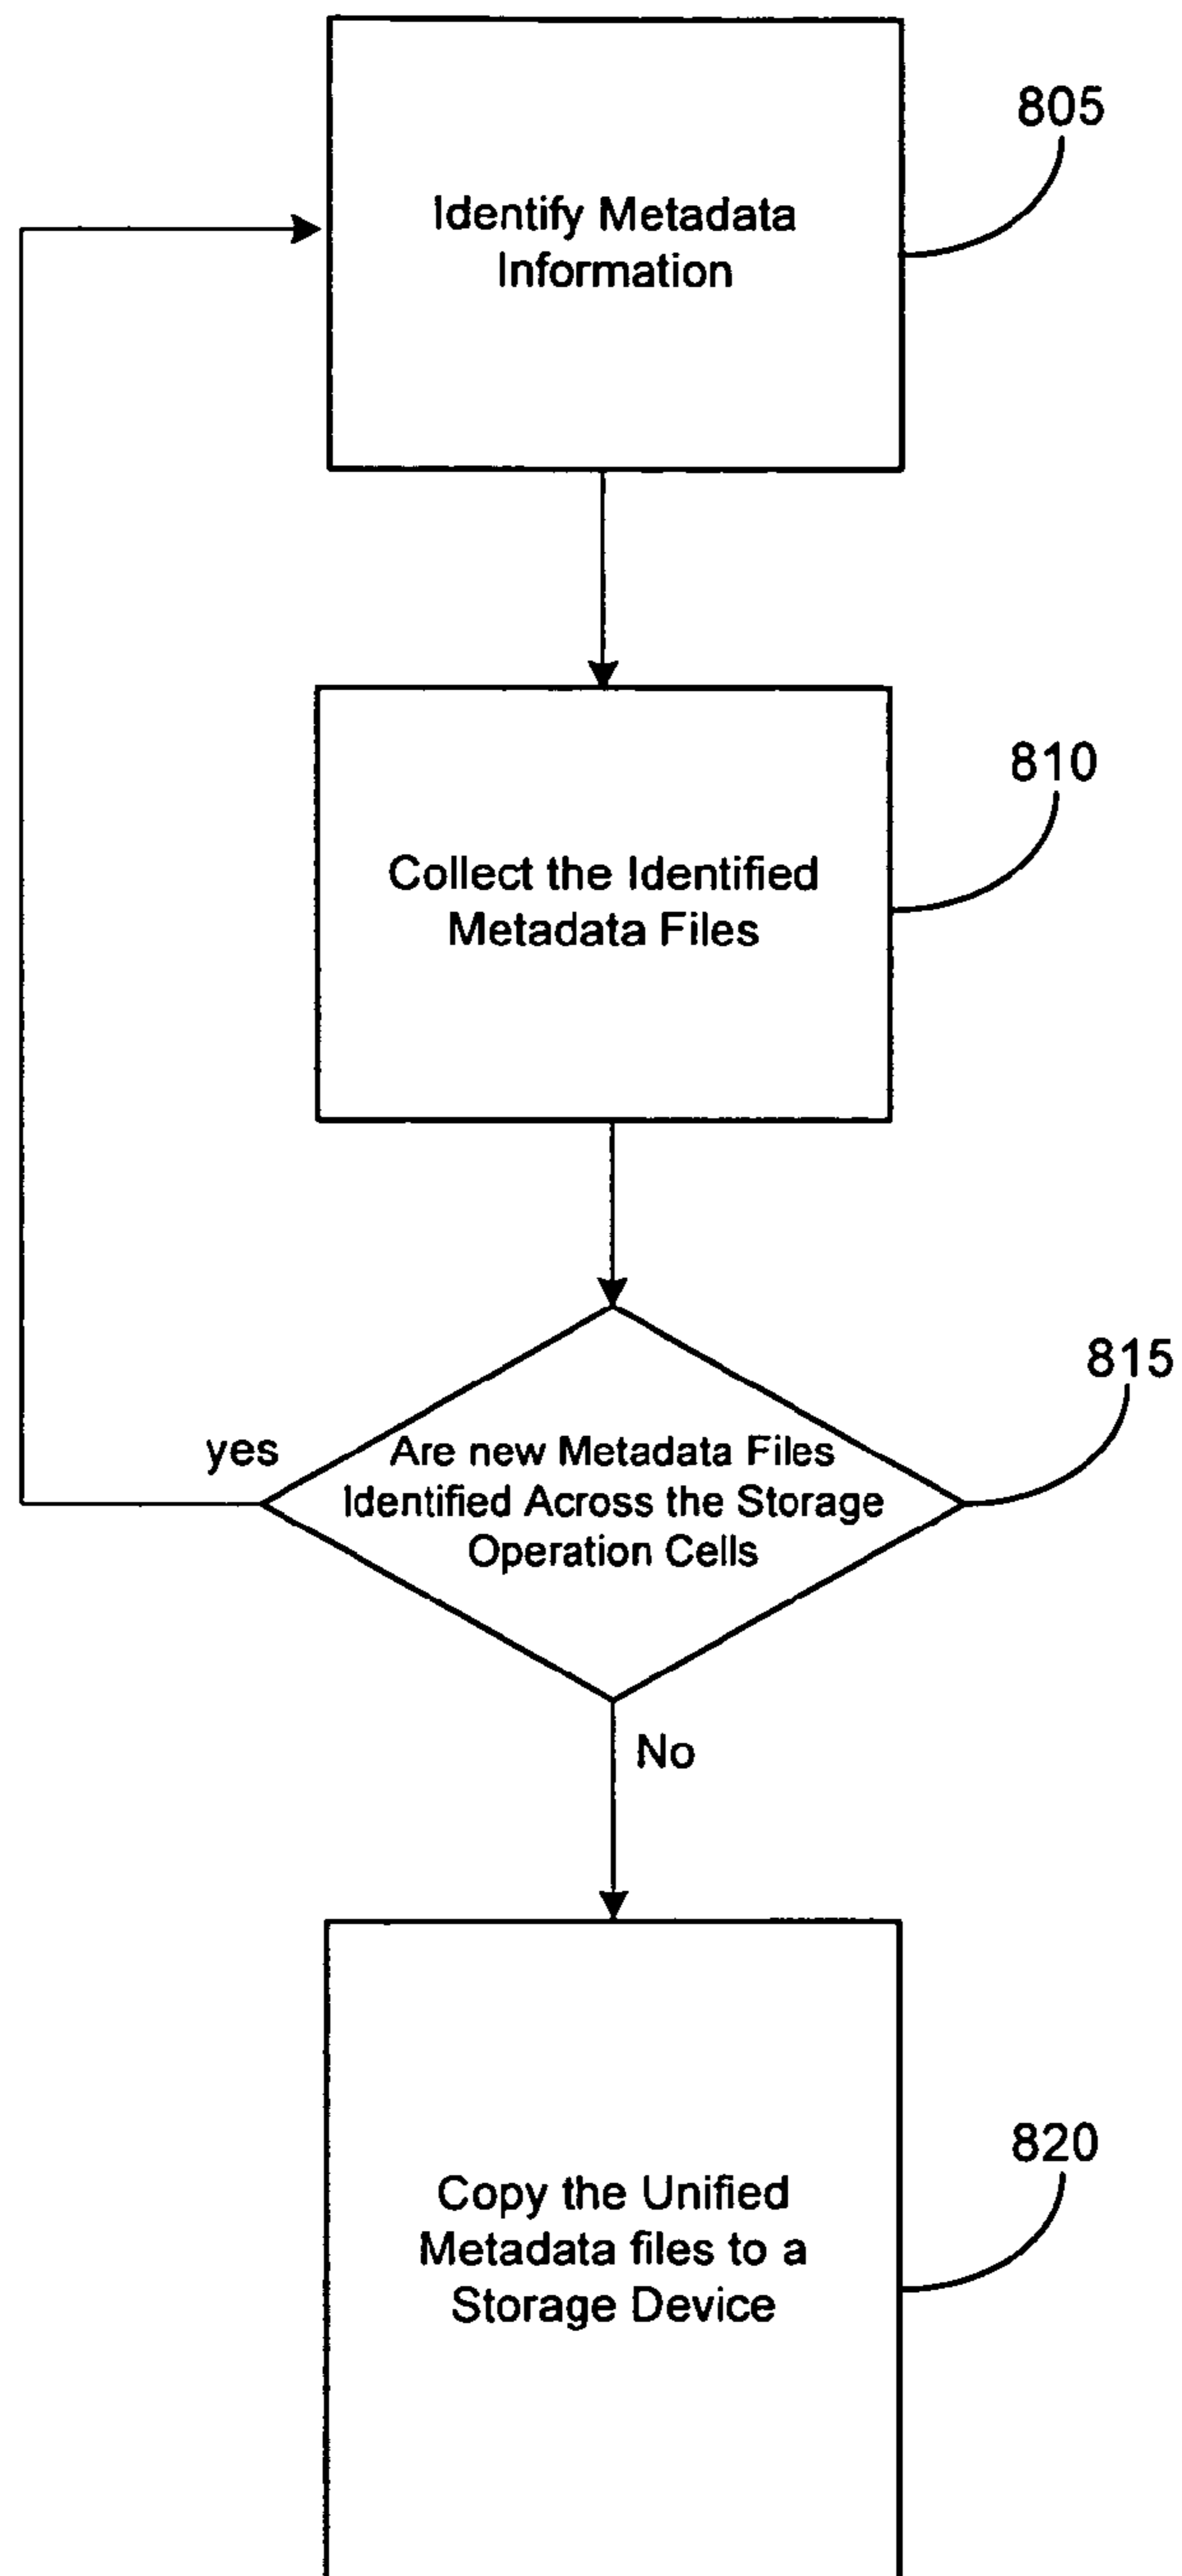 805
Identify Metadata
Information
810
Collect the Identified
Metadata Files
815
yes
Are new Metadata Files
Identified Across the Storage
Operation Cells
No
820
Copy the Unified
Metadata files to a
Storage Device